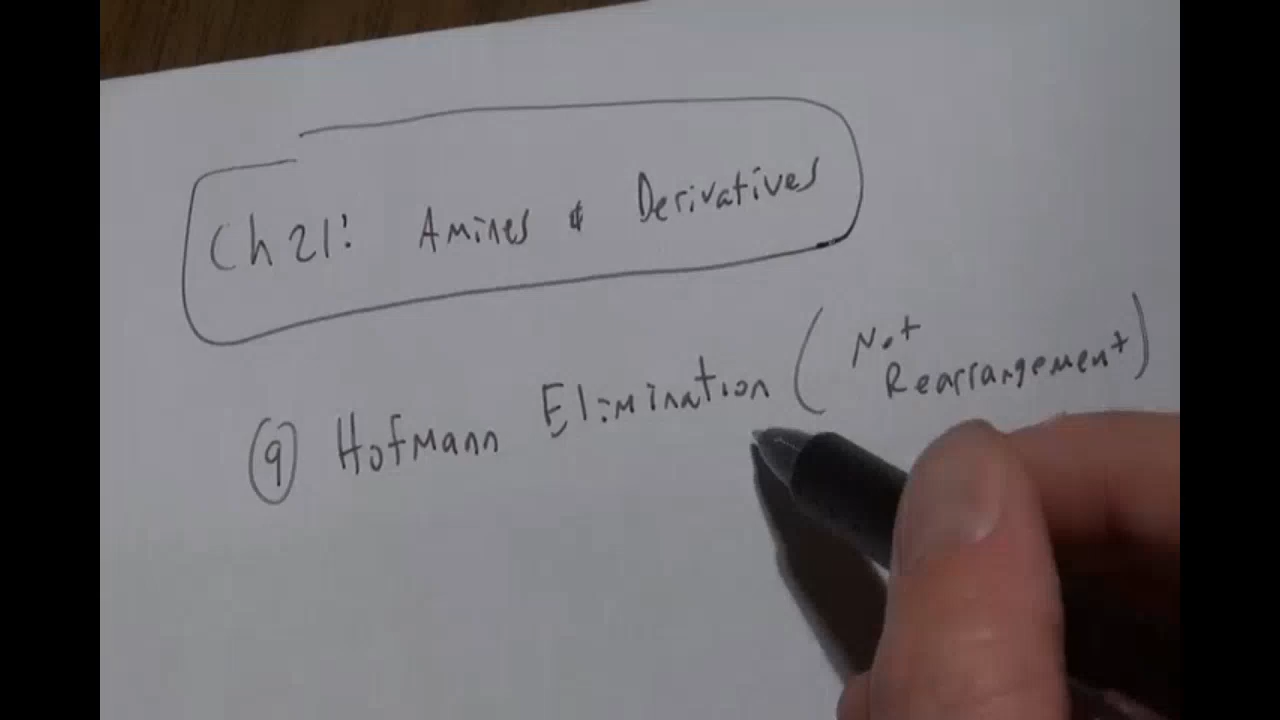 Ch 21: Amines & Derivatives
⑨ Hofmann Elimination (Not Rearrangement)